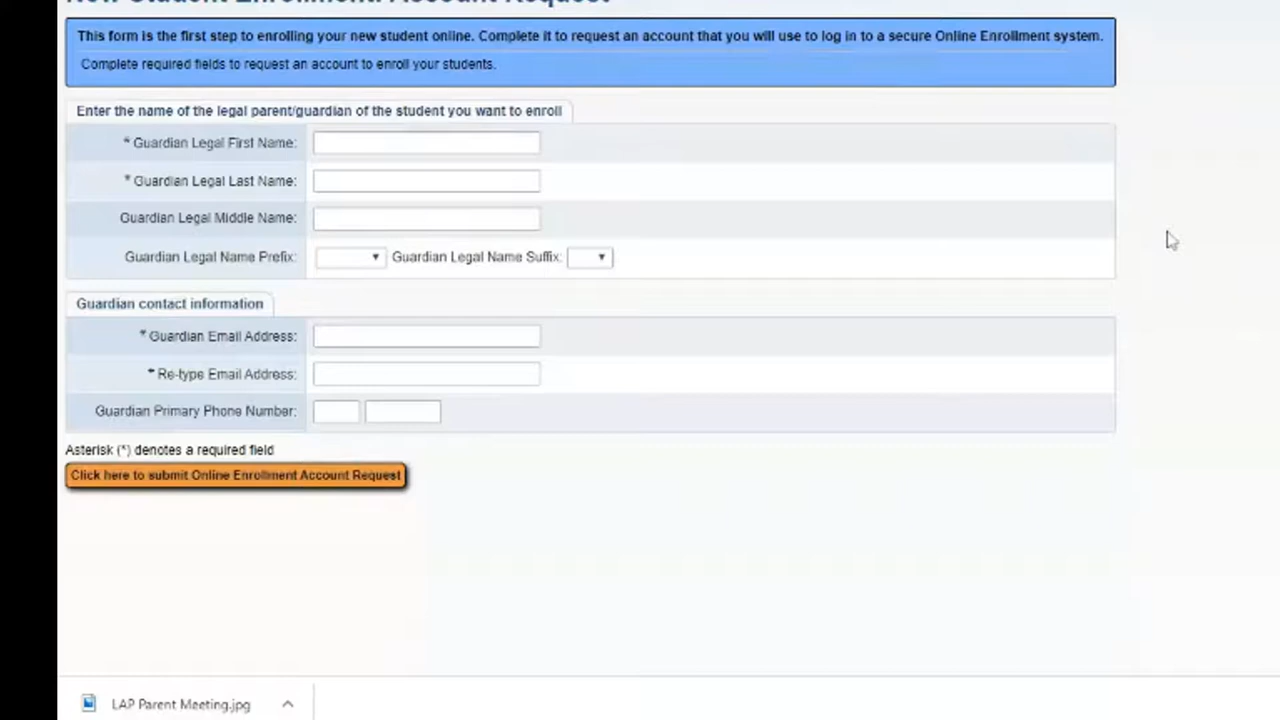 New Student Enrollment: Account Request
This form is the first step to enrolling your new student online. Complete it to request an account that you will use to log in to a secure Online Enrollment system.
Complete required fields to request an account to enroll your students.
Enter the name of the legal parent/guardian of the student you want to enroll
* Guardian Legal First Name:
* Guardian Legal Last Name:
Guardian Legal Middle Name:
Guardian Legal Name Prefix: Guardian Legal Name Suffix:
Guardian contact information
* Guardian Email Address:
* Re-type Email Address:
Guardian Primary Phone Number:
Asterisk (*) denotes a required field
Click here to submit Online Enrollment Account Request
LAP Parent Meeting.jpg